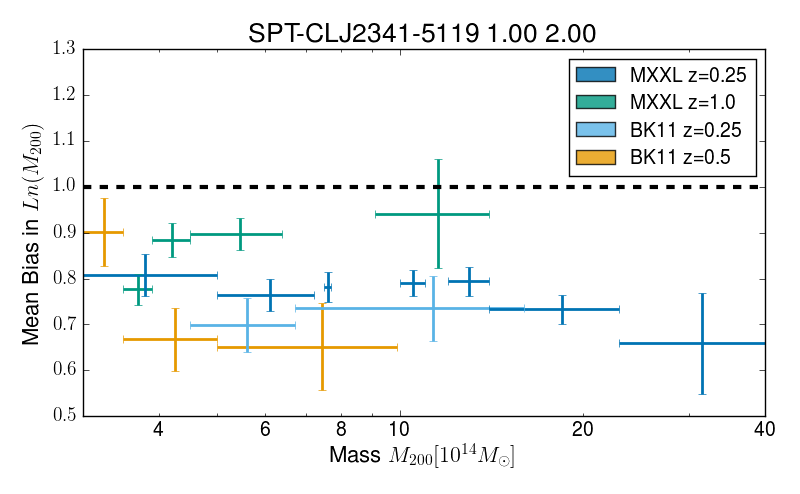 SPT-CLJ2341-5119 1.00 2.00
1.3
1.2
1.1
1.0
0.9
0.8
0.7
0.6
0.5
Mean Bias in Ln(M₂₀₀)
MXXL z=0.25
MXXL z=1.0
BK11 z=0.25
BK11 z=0.5
4 6 8 10 20 40
Mass M₂₀₀[10¹⁴M☉]